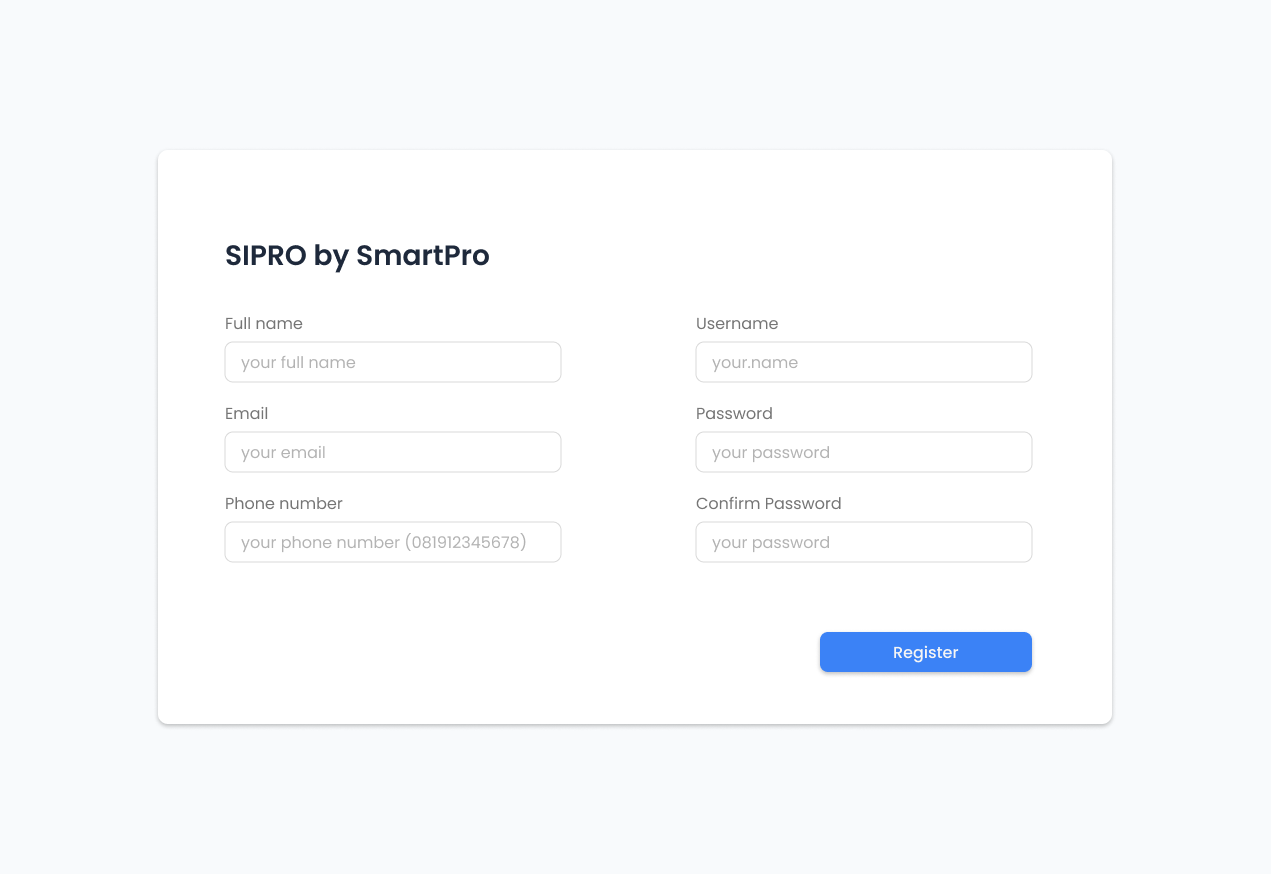 SIPRO by SmartPro
Full name
your full name
Username
your.name
Email
your email
Password
your password
Phone number
your phone number (081912345678)
Confirm Password
your password
Register